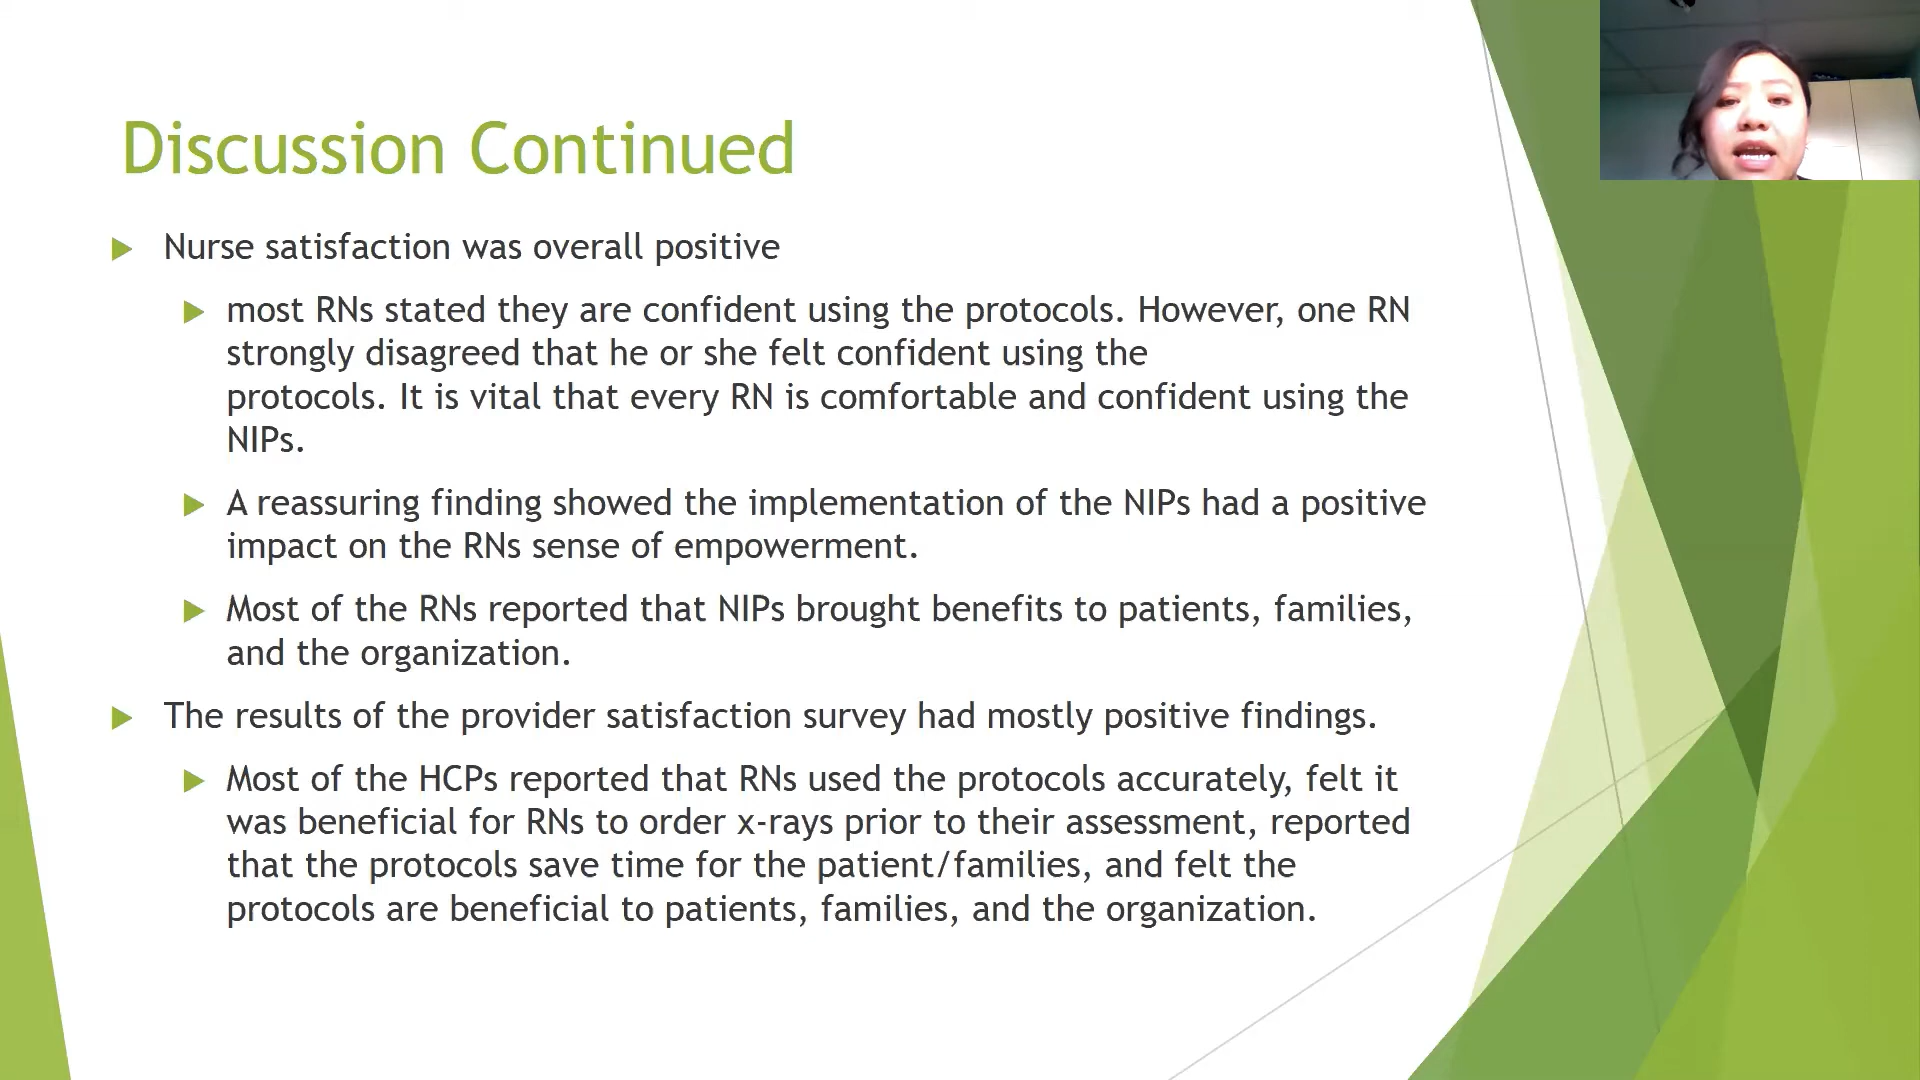 Discussion Continued
Nurse satisfaction was overall positive
most RNs stated they are confident using the protocols. However, one RN
strongly disagreed that he or she felt confident using the
protocols. It is vital that every RN is comfortable and confident using the
NIPs.
A reassuring finding showed the implementation of the NIPs had a positive
impact on the RNs sense of empowerment.
Most of the RNs reported that NIPs brought benefits to patients, families,
and the organization.
The results of the provider satisfaction survey had mostly positive findings.
Most of the HCPs reported that RNs used the protocols accurately, felt it
was beneficial for RNs to order x-rays prior to their assessment, reported
that the protocols save time for the patient/families, and felt the
protocols are beneficial to patients, families, and the organization.